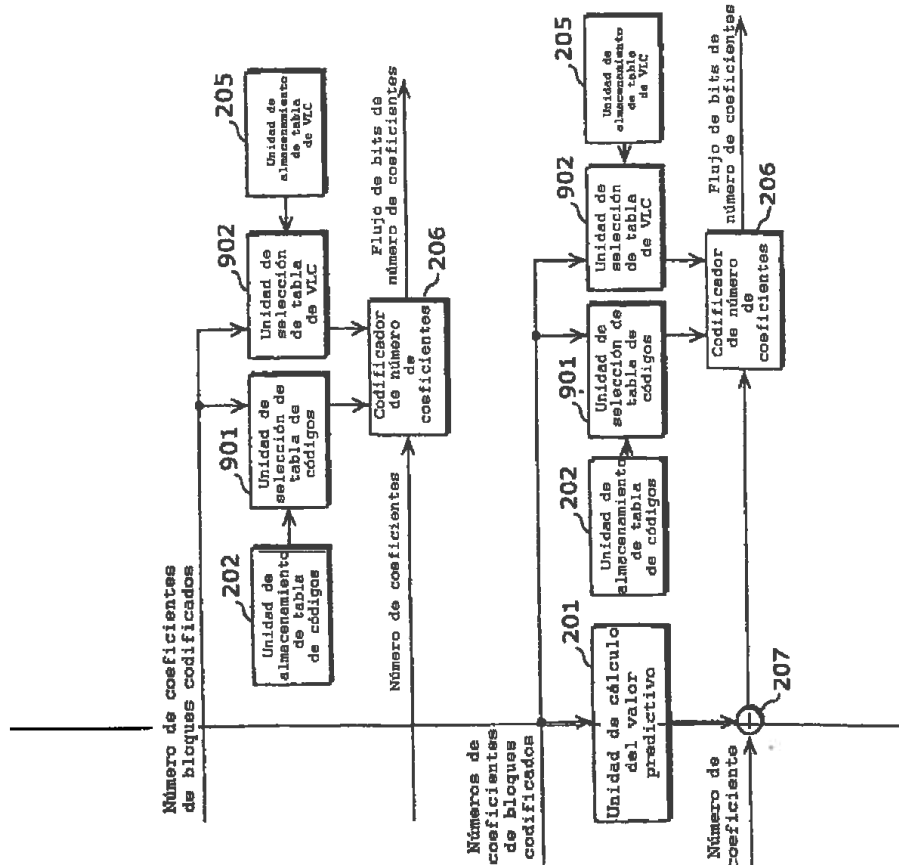 Número de coeficientes
de bloques codificados
202
Unidad de
almacenamiento
de tabla
de códigos
901
Unidad de
selección de
tabla de
códigos
902
Unidad de
selección
de tabla
de VLC
205
Unidad de
almacenamiento
de tabla
de VLC
Número de coeficientes
Codificador
de número
de
coeficientes
206
Flujo de bits de
número de coeficientes
Números de
coeficientes
de bloques
codificados
201
Unidad de cálculo
del valor
predictivo
202
Unidad de
almacenamiento
de tabla
de códigos
901
Unidad de
selección de
tabla de
códigos
902
Unidad de
selección
de tabla
de VLC
205
Unidad de
almacenamiento
de tabla
de VLC
Número de
coeficiente
207
Codificador
de número
de
coeficientes
206
Flujo de bits de
número de coeficientes